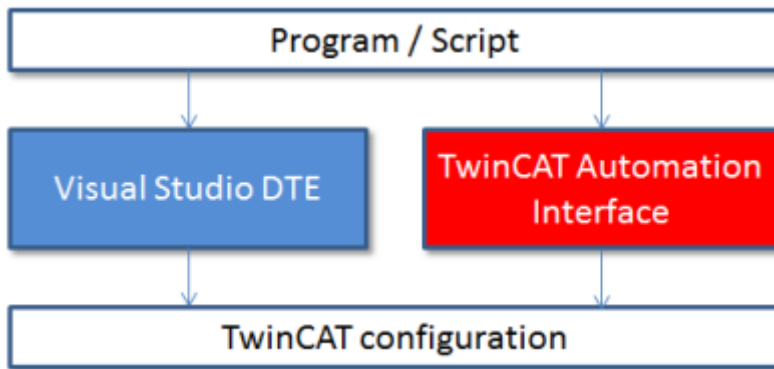 Program / Script
Visual Studio DTE
TwinCAT Automation
Interface
TwinCAT configuration